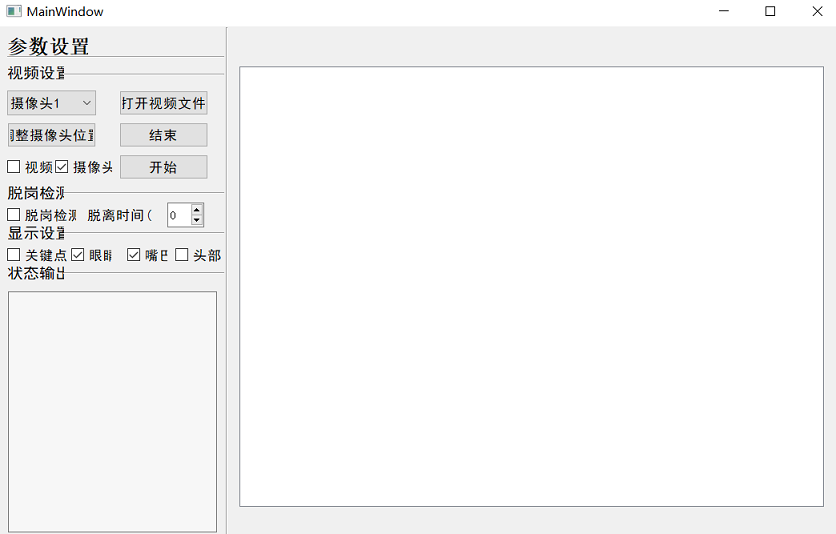 MainWindow
参数设置
视频设置
摄像头1 打开视频文件
调整摄像头位置 结束
视频 摄像头 开始
脱岗检测
脱岗检测 脱离时间( 0
显示设置
关键点 眼睛 嘴巴 头部
状态输出